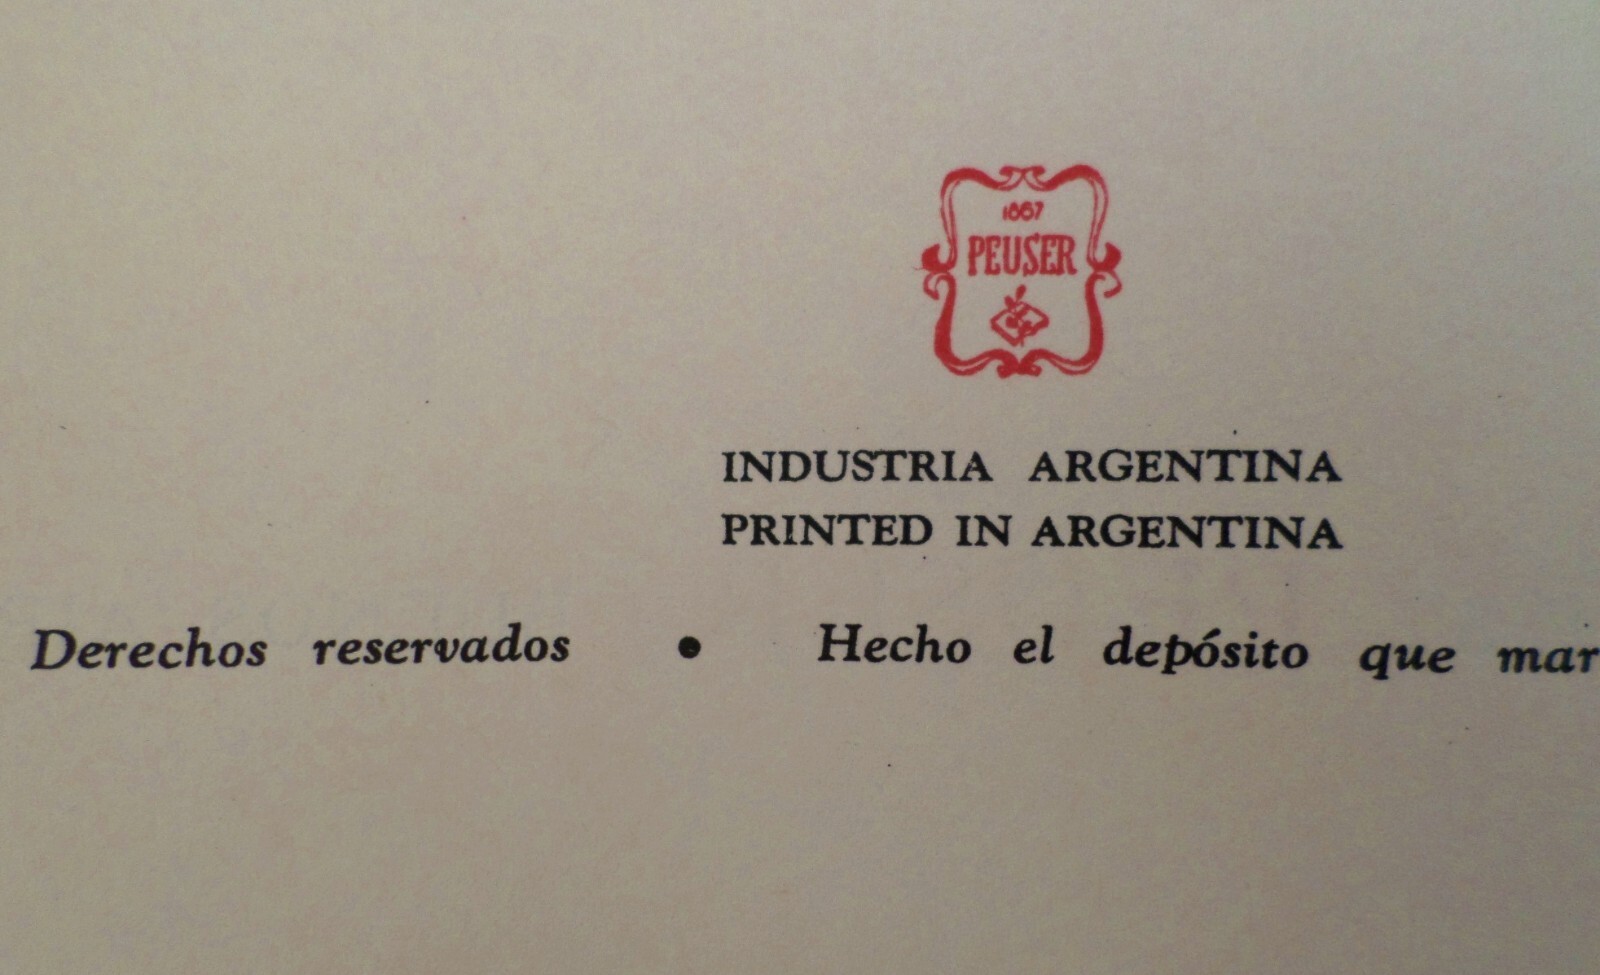 1867
PEUSER
INDUSTRIA ARGENTINA
PRINTED IN ARGENTINA
Derechos reservados • Hecho el depósito que mar